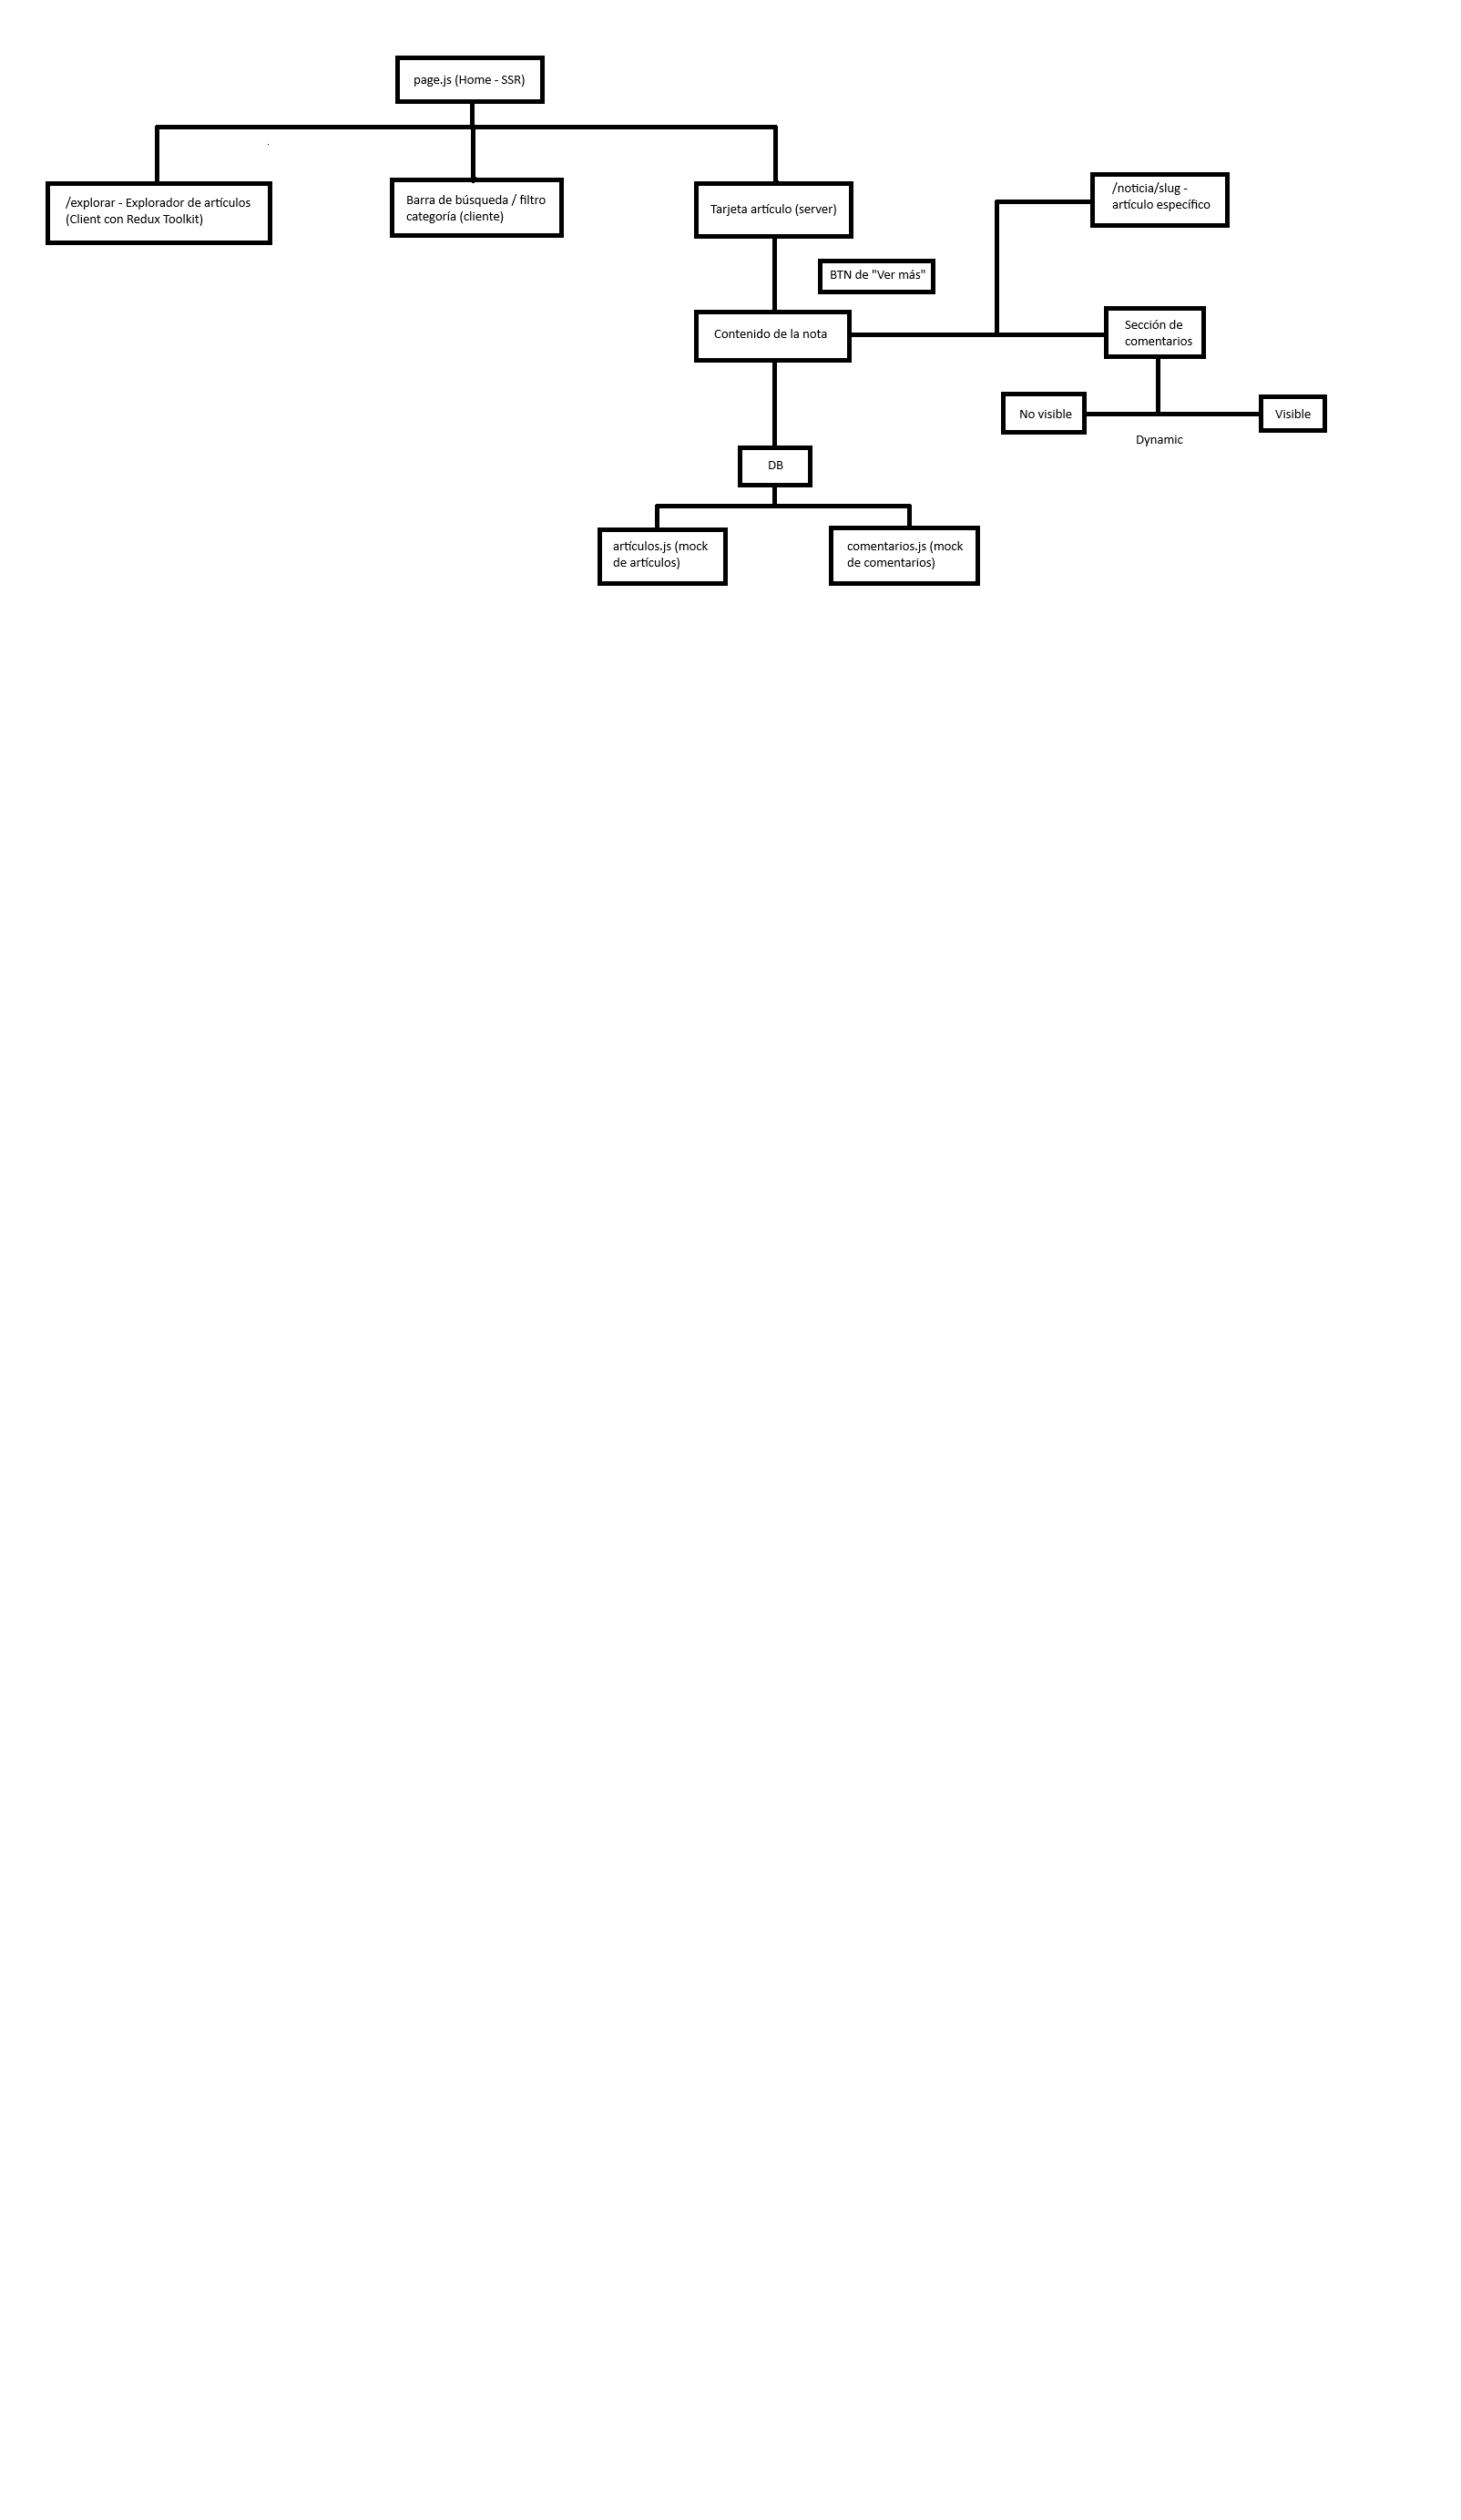 page.js (Home - SSR)
/explorar - Explorador de artículos
(Client con Redux Toolkit)
Barra de búsqueda / filtro
categoría (cliente)
Tarjeta artículo (server)
/noticia/slug -
artículo específico
BTN de "Ver más"
Contenido de la nota
Sección de
comentarios
No visible
Visible
Dynamic
DB
artículos.js (mock
de artículos)
comentarios.js (mock
de comentarios)